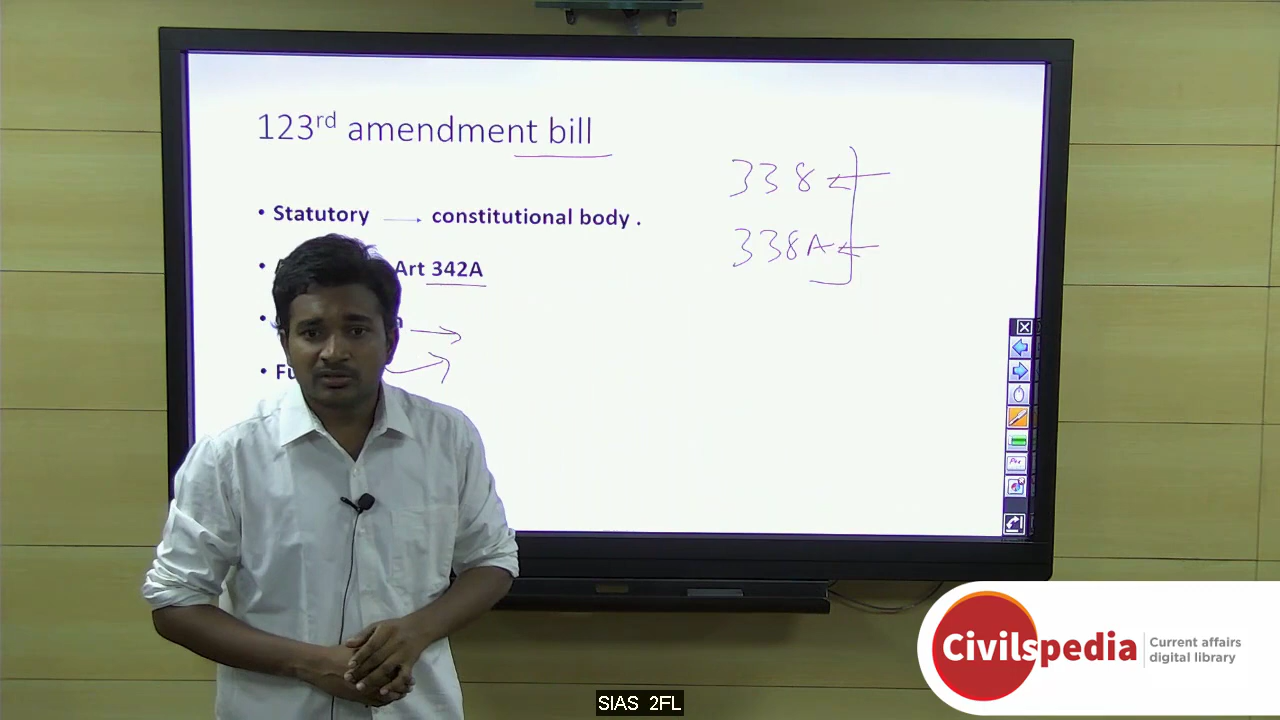 123rd amendment bill
• Statutory → constitutional body .
Art 342A
338
338A
Civilspedia
Current affairs
digital library
SIAS 2FL